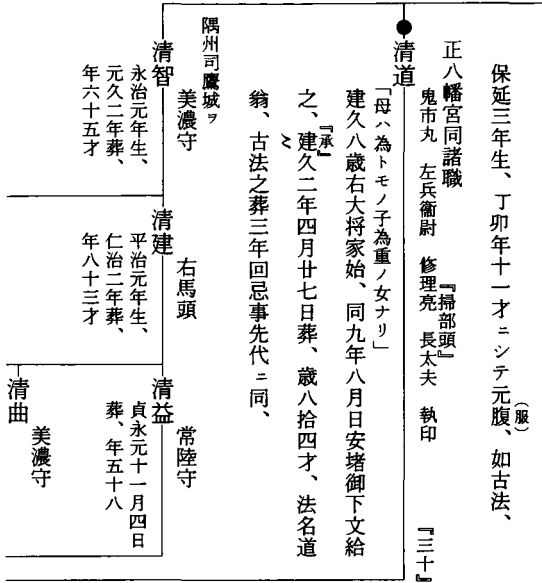 保延三年生、丁卯年十一才ニシテ元腹、如古法、
(服)
正八幡宮同諸職
鬼市丸 左兵衞尉 修理亮 長太夫 執印
『掃部頭』
『三十』
清道
「母ハ為トモノ子為重ノ女ナリ」
建久八歳右大将家始、同九年八月日安堵御下文給
之、建久二年四月廿七日葬、歳八拾四才、法名道
『承』
翁、古法之葬三年回忌事先代ニ同、
隅州司鷹城ヲ
清智
美濃守
永治元年生、
元久二年葬、
年六十五才
清建
右馬頭
平治元年生、
仁治二年葬、
年八十三才
清益
常陸守
貞永元十一月四日
葬、年五十八
清曲
美濃守